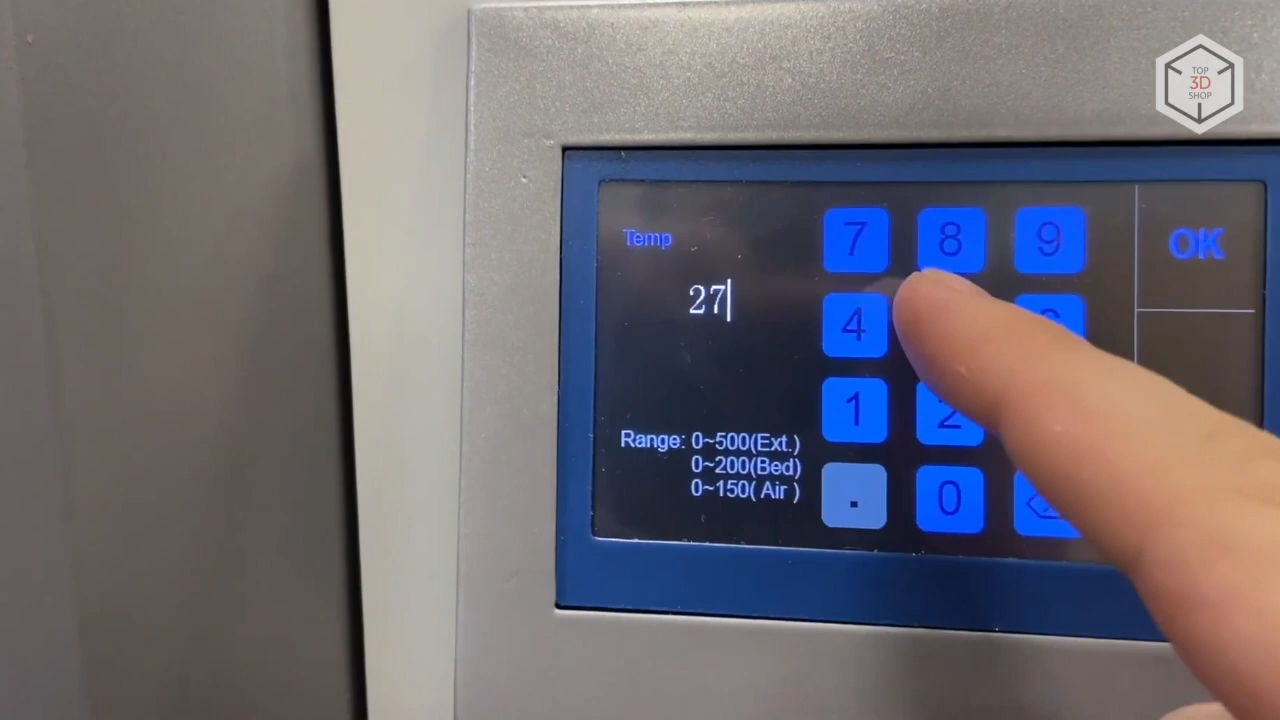 TOP
3D
SHOP
Temp
27
7 8 9
OK
4
1 2
. 0
Range: 0~500(Ext.)
0~200(Bed)
0~150( Air )